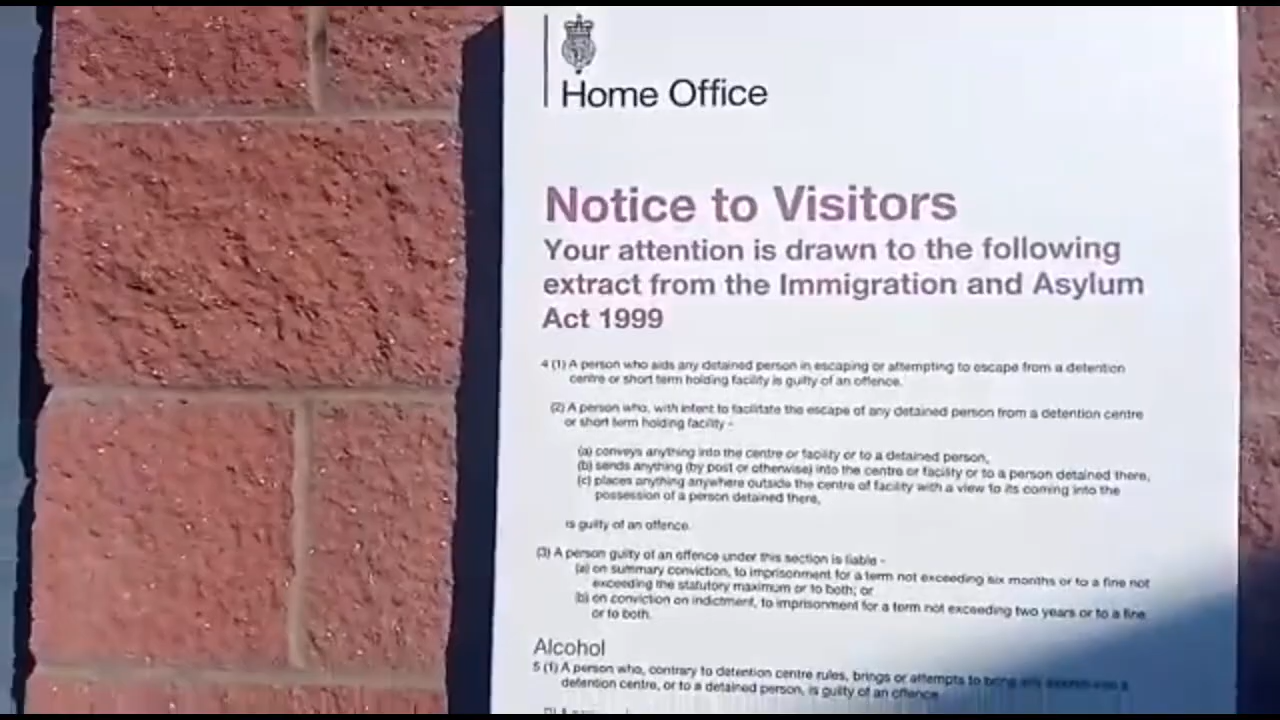 Home Office
Notice to Visitors
Your attention is drawn to the following
extract from the Immigration and Asylum
Act 1999
4 (1) A person who aids any detained person in escaping or attempting to escape from a detention
centre or short term holding facility is guilty of an offence.
(2) A person who, with intent to facilitate the escape of any detained person from a detention centre
or short term holding facility -
(a) conveys anything into the centre or facility or to a detained person,
(b) sends anything (by post or otherwise) into the centre or facility or to a person detained there,
(c) places anything anywhere outside the centre of facility with a view to its coming into the
possession of a person detained there,
is guilty of an offence.
(3) A person guilty of an offence under this section is liable -
(a) on summary conviction, to imprisonment for a term not exceeding six months or to a fine not
exceeding the statutory maximum or to both; or
(b) on conviction on indictment, to imprisonment for a term not exceeding two years or to a fine
or to both.
Alcohol
5 (1) A person who, contrary to detention centre rules, brings or attempts to bring
detention centre, or to a detained person, is guilty of an offence